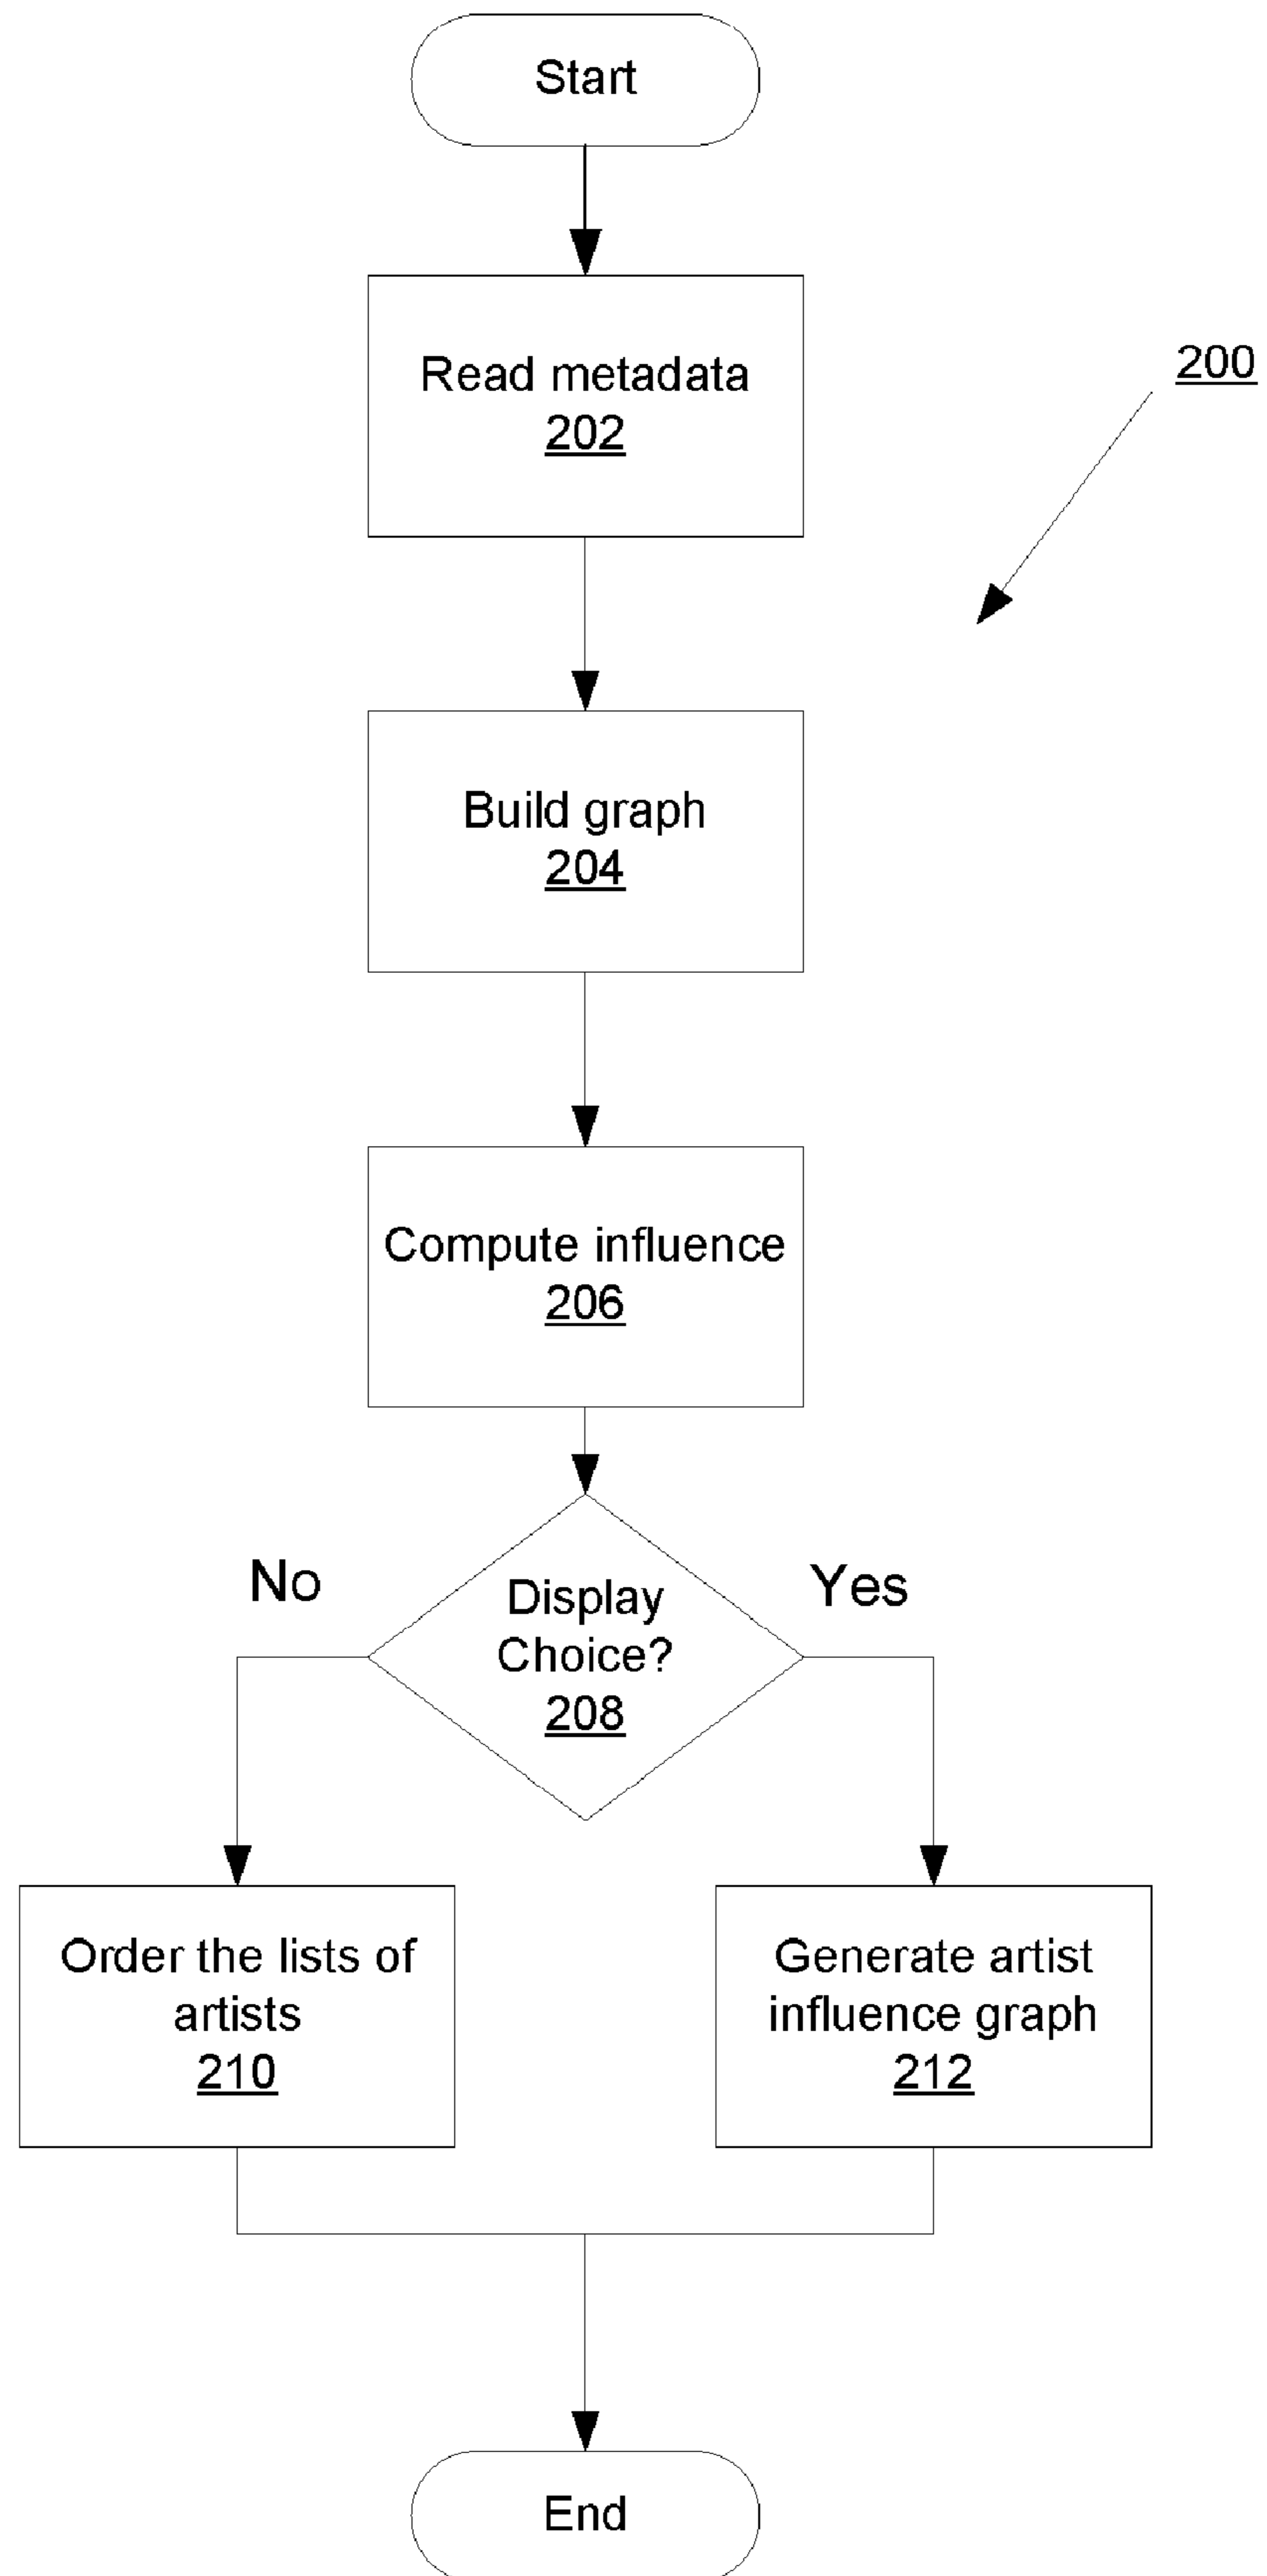 Start
Read metadata
202
200
Build graph
204
Compute influence
206
No
Yes
Display
Choice?
208
Order the lists of
artists
210
Generate artist
influence graph
212
End